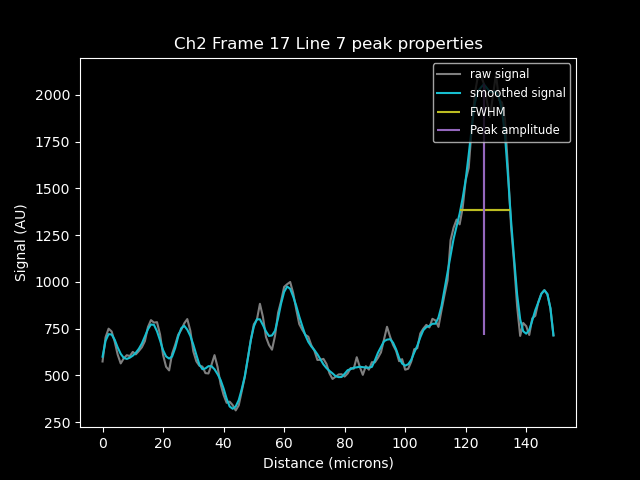 Ch2 Frame 17 Line 7 peak properties
raw signal
smoothed signal
FWHM
Peak amplitude
2000
1750
1500
1250
1000
750
500
250
Signal (AU)
0 20 40 60 80 100 120 140
Distance (microns)